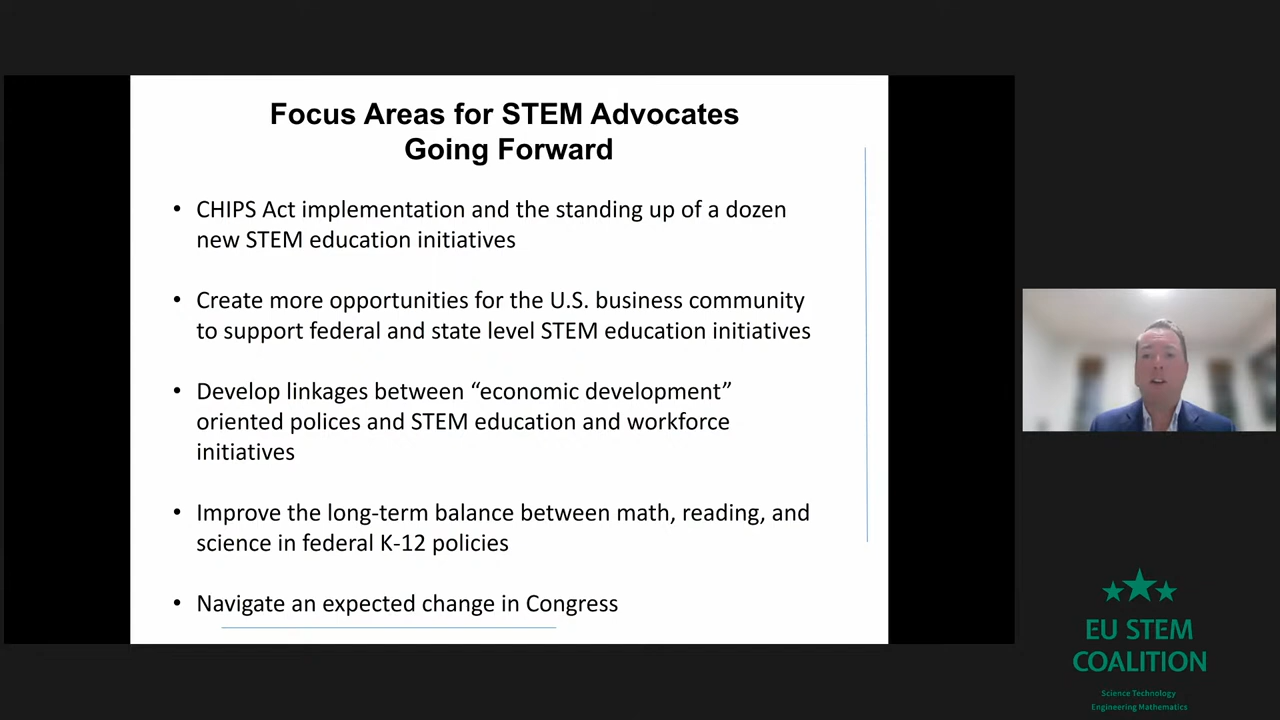 Focus Areas for STEM Advocates
Going Forward
• CHIPS Act implementation and the standing up of a dozen
new STEM education initiatives
• Create more opportunities for the U.S. business community
to support federal and state level STEM education initiatives
• Develop linkages between “economic development”
oriented polices and STEM education and workforce
initiatives
• Improve the long-term balance between math, reading, and
science in federal K-12 policies
• Navigate an expected change in Congress
EU STEM
COALITION
Science Technology
Engineering Mathematics